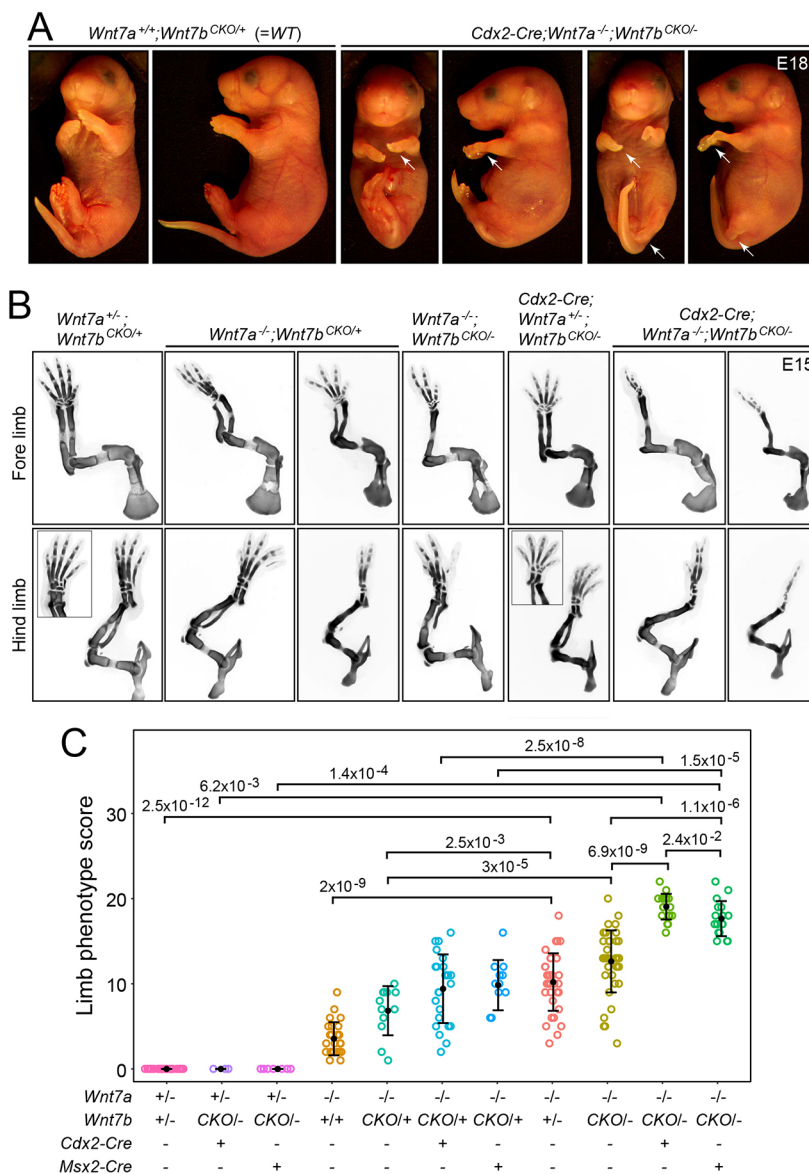 A
Wnt7a+/+;Wnt7bCKO/+ (=WT)
Cdx2-Cre;Wnt7a-/-;Wnt7bCKO/-
E18
B
Wnt7a+/-;
Wnt7bCKO/+
Wnt7a-/-;Wnt7bCKO/+
Wnt7a-/-;
Wnt7bCKO/-
Cdx2-Cre;
Wnt7a+/-;
Wnt7bCKO/-
Cdx2-Cre;
Wnt7a-/-;Wnt7bCKO/-
E15
Fore limb
Hind limb
C
2.5x10-8
1.5x10-5
1.4x10-4
6.2x10-3
2.5x10-12
1.1x10-6
2.5x10-3
2.4x10-2
6.9x10-9
3x10-5
2x10-9
Limb phenotype score
30
20
10
0
Wnt7a +/- +/- +/- -/- -/- -/- -/- -/- -/- -/- -/-
Wnt7b +/- CKO/- CKO/- +/+ CKO/+ CKO/+ CKO/+ +/- CKO/- CKO/- CKO/-
Cdx2-Cre - + - - - + - - - + -
Msx2-Cre - - + - - - + - - - +